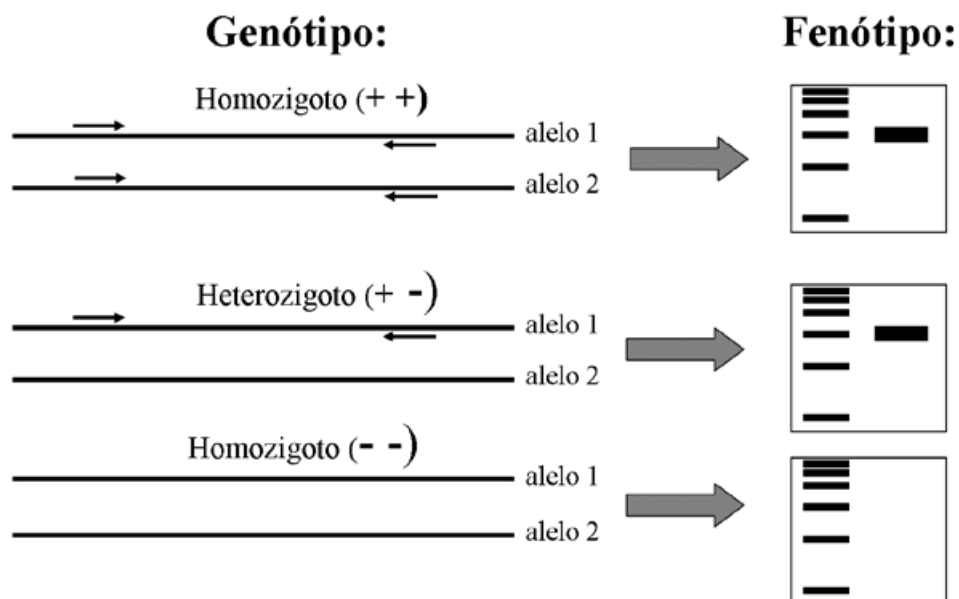 Genótipo:
Fenótipo:
Homozigoto (+ +)
alelo 1
alelo 2
Heterozigoto (+ -)
alelo 1
alelo 2
Homozigoto (- -)
alelo 1
alelo 2